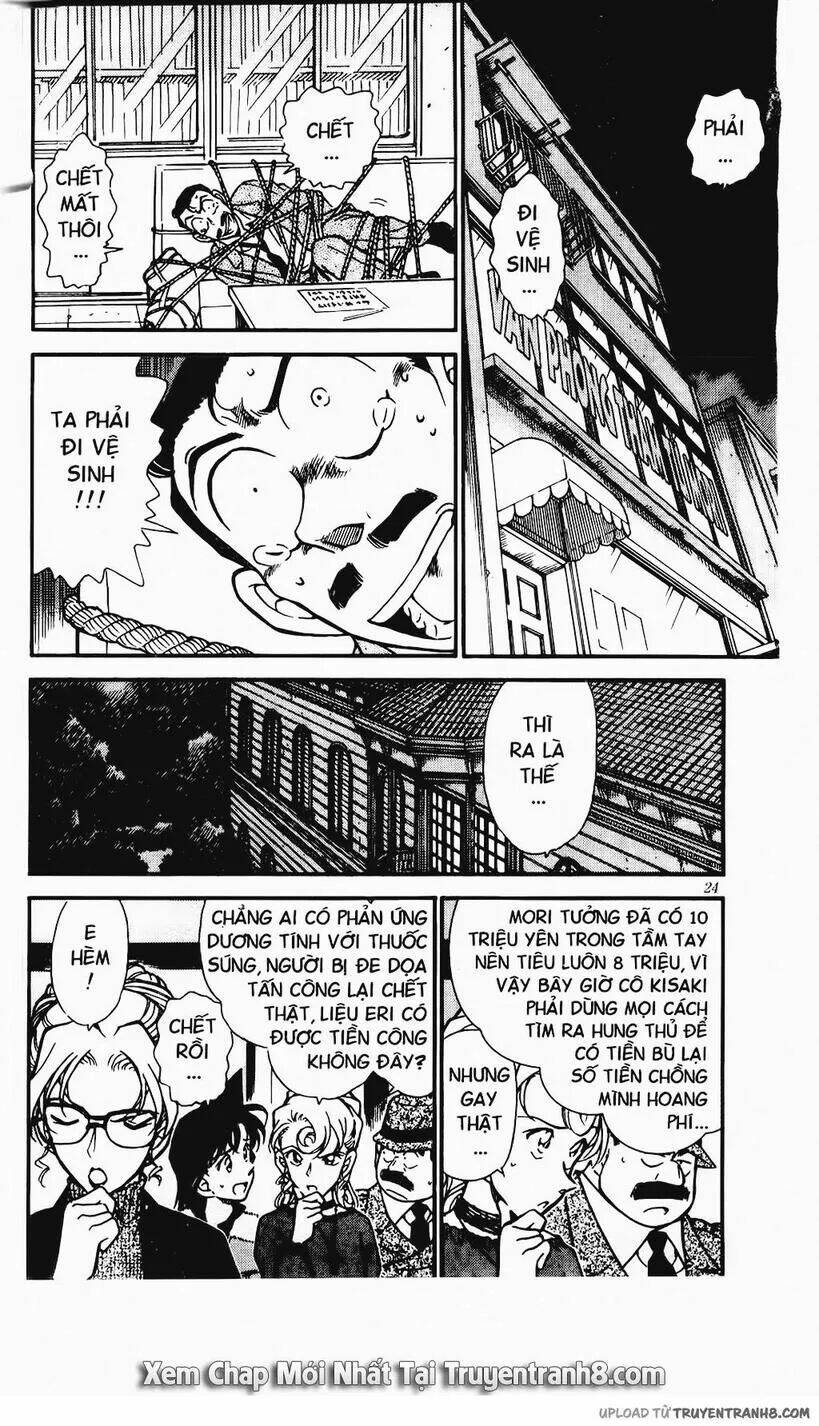 PHẢI
...
ĐI
VỆ
SINH
...
VĂN PHÒNG THÁM
CHẾT
...
CHẾT
MẤT
THÔI
...
TA PHẢI
ĐI VỆ
SINH
!!!
THÌ
RA LÀ
THẾ
...
24
MORI TƯỞNG ĐÃ CÓ 10
TRIỆU YÊN TRONG TẦM TAY
NÊN TIÊU LUÔN 8 TRIỆU, VÌ
VẬY BÂY GIỜ CÔ KISAKI
PHẢI DÙNG MỌI CÁCH
TÌM RA HUNG THỦ ĐỂ
CÓ TIỀN BÙ LẠI
SỐ TIỀN CHỒNG
MÌNH HOANG
PHÍ...
NHƯNG
GAY
THẬT
...
CHẲNG AI CÓ PHẢN ỨNG
DƯƠNG TÍNH VỚI THUỐC
SÚNG, NGƯỜI BỊ ĐE DỌA
TẤN CÔNG LẠI CHẾT
THẬT, LIỆU ERI CÓ
ĐƯỢC TIỀN CÔNG
KHÔNG ĐÂY?
CHẾT
RỒI
...
E
HÈM
!
Xem Chap Mới Nhất Tại Truyentranh8.com
UPLOAD TỪ TRUYENTRANH8.COM